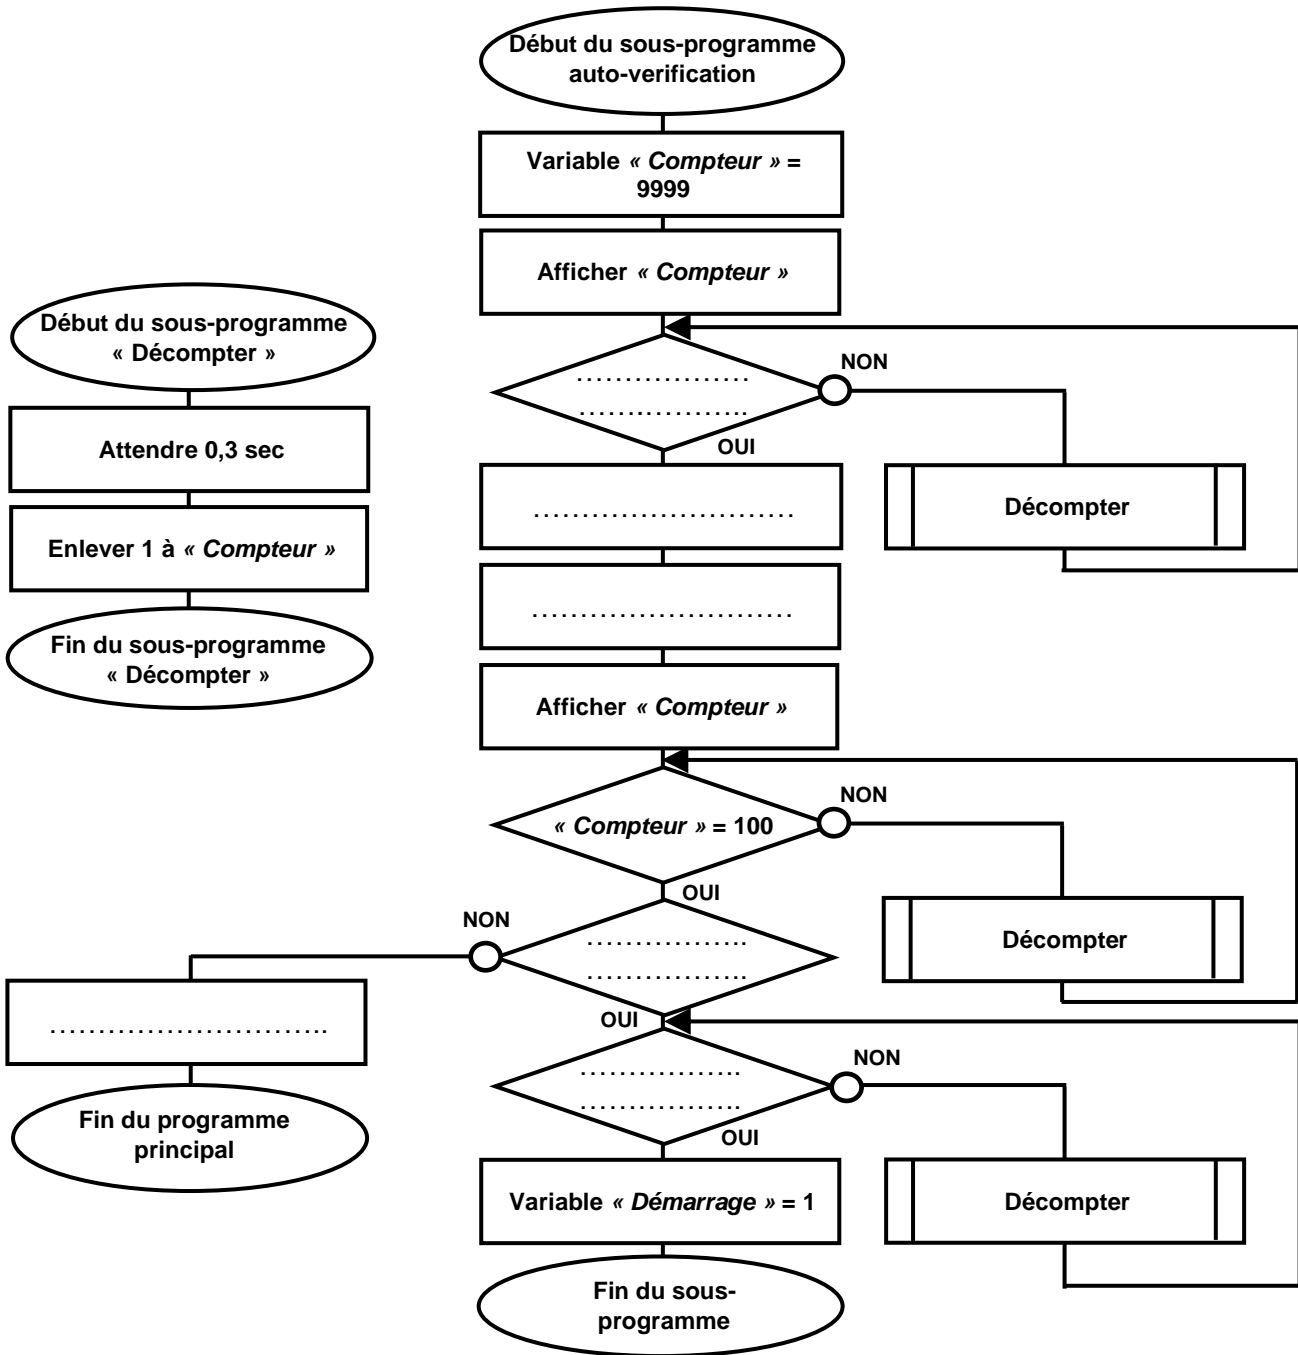 Début du sous-programme
auto-verification
Variable « Compteur » =
9999
Afficher « Compteur »
Début du sous-programme
« Décompter »
Attendre 0,3 sec
Enlever 1 à « Compteur »
Fin du sous-programme
« Décompter »
………………
………………
NON
OUI
Décompter
………………………
………………………
Afficher « Compteur »
« Compteur » = 100
NON
OUI
Décompter
NON
……………..
……………..
OUI
………………………..
Fin du programme
principal
……………..
……………..
NON
OUI
Décompter
Variable « Démarrage » = 1
Fin du sous-
programme